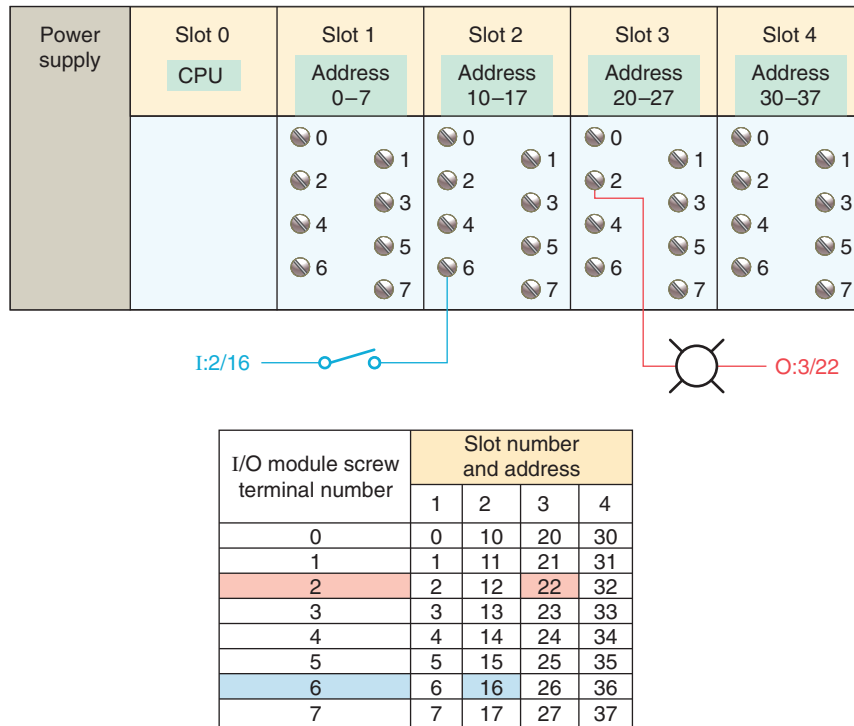 Power supply
Slot 0
CPU
Slot 1
Address
0–7
Slot 2
Address
10–17
Slot 3
Address
20–27
Slot 4
Address
30–37
0
1
2
3
4
5
6
7
0
1
2
3
4
5
6
7
0
1
2
3
4
5
6
7
0
1
2
3
4
5
6
7
I:2/16
O:3/22
I/O module screw
terminal number
Slot number
and address
1 2 3 4
0 0 10 20 30
1 1 11 21 31
2 2 12 22 32
3 3 13 23 33
4 4 14 24 34
5 5 15 25 35
6 6 16 26 36
7 7 17 27 37